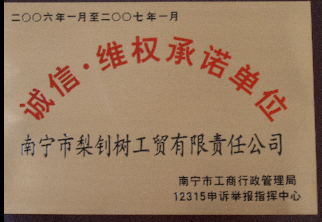 二〇〇六年一月至二〇〇七年一月
诚信·维权承诺单位
南宁市梨钊树工贸有限责任公司
南宁市工商行政管理局
12315申诉举报指挥中心